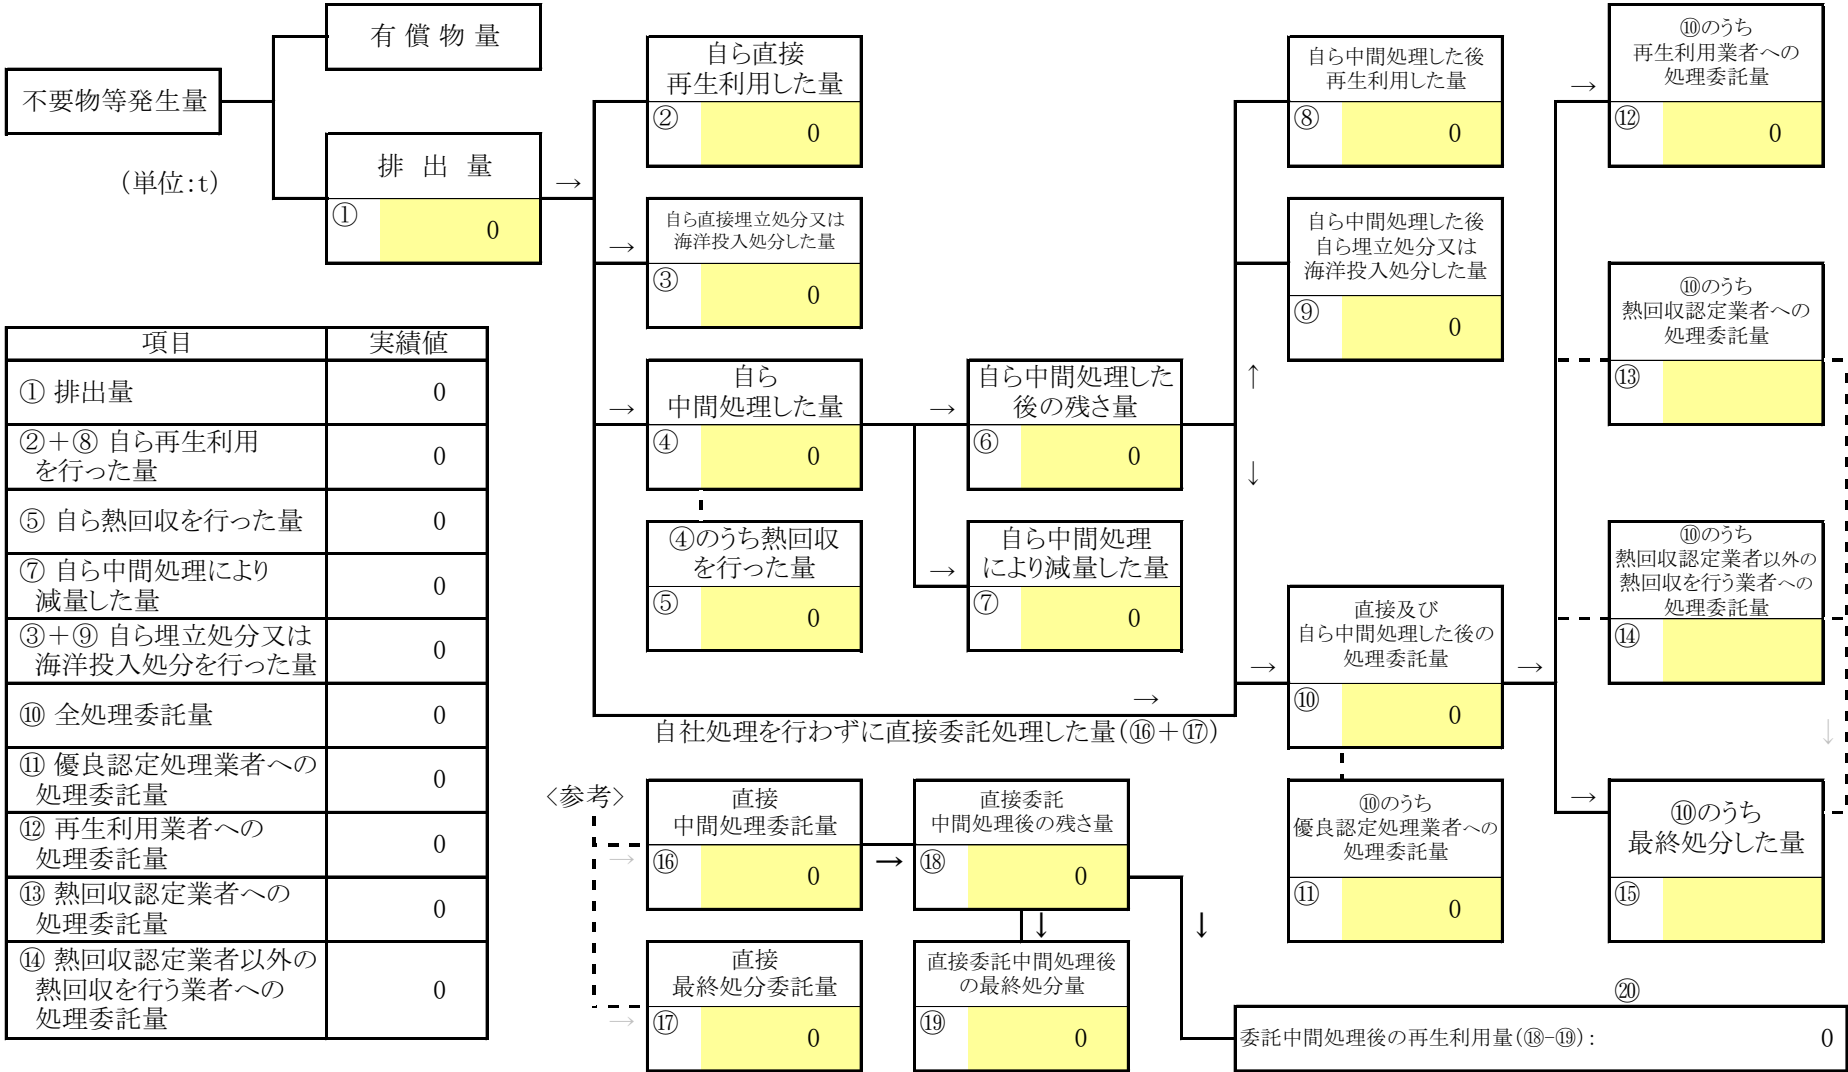 有 償 物 量
不要物等発生量
(単位:t)
排 出 量
→
①
0
自ら直接
再生利用した量
②
0
→
自ら直接埋立処分又は
海洋投入処分した量
③
0
→
自ら
中間処理した量
④
0
④のうち熱回収
を行った量
⑤
0
→
自ら中間処理した
後の残さ量
⑥
0
→
自ら中間処理
により減量した量
⑦
0
→
自社処理を行わずに直接委託処理した量(⑯+⑰)
自ら中間処理した後
再生利用した量
⑧
0
自ら中間処理した後
自ら埋立処分又は
海洋投入処分した量
⑨
0
↑
↓
→
直接及び
自ら中間処理した後の
処理委託量
⑩
0
→
⑩のうち
優良認定処理業者への
処理委託量
⑪
0
→
⑩のうち
再生利用業者への
処理委託量
⑫
0
⑩のうち
熱回収認定業者への
処理委託量
⑬
⑩のうち
熱回収認定業者以外の
熱回収を行う業者への
処理委託量
⑭
↓
→
⑩のうち
最終処分した量
⑮
項目 実績値
① 排出量 0
②+⑧ 自ら再生利用
を行った量 0
⑤ 自ら熱回収を行った量 0
⑦ 自ら中間処理により
減量した量 0
③+⑨ 自ら埋立処分又は
海洋投入処分を行った量 0
⑩ 全処理委託量 0
⑪ 優良認定処理業者への
処理委託量 0
⑫ 再生利用業者への
処理委託量 0
⑬ 熱回収認定業者への
処理委託量 0
⑭ 熱回収認定業者以外の
熱回収を行う業者への
処理委託量 0
<参考>
→
直接
中間処理委託量
⑯
0
→
直接委託
中間処理後の残さ量
⑱
0
↓
↓
→
直接
最終処分委託量
⑰
0
直接委託中間処理後
の最終処分量
⑲
0
⑳
委託中間処理後の再生利用量(⑱-⑲): 0